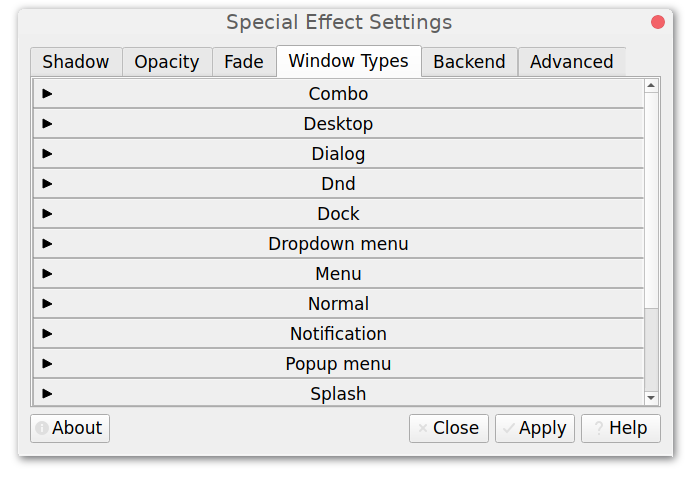 Special Effect Settings
Shadow Opacity Fade Window Types Backend Advanced
Combo
Desktop
Dialog
Dnd
Dock
Dropdown menu
Menu
Normal
Notification
Popup menu
Splash
About Close Apply Help